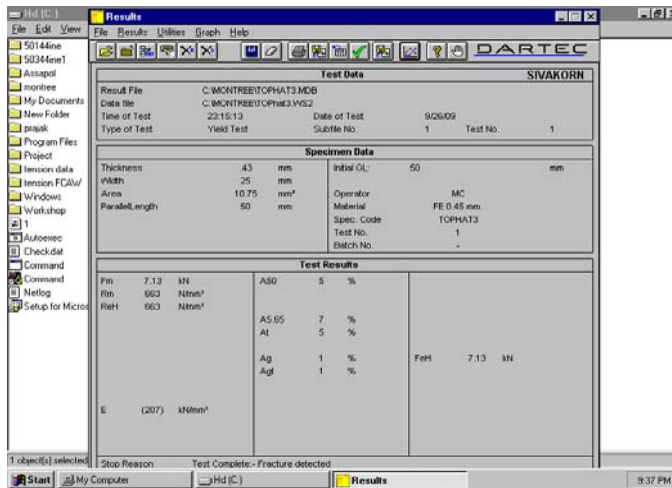 Hd (C:)
File Edit View
50144ine
50344ine1
Assapol
montree
My Documents
New Folder
prajak
Program Files
Project
tension data
tension FCAW
Windows
Workshop
1
Autoexec
Checkdat
Command
Command
Netlog
Setup for Micros
1 object(s) selected
Results
File Results Utilities Graph Help
DARTEC
Test Data SIVAKORN
Result File C:\MONTREE\TOPHAT3.MDB
Data file C:\MONTREE\TOPhat3.WS2
Time of Test 23:15:13 Date of Test 9/26/09
Type of Test Yield Test Subfile No. 1 Test No. 1
Specimen Data
Thickness .43 mm Initial GL: 50 mm
Width 25 mm
Area 10.75 mm² Operator MC
ParallelLength 50 mm Material FE 0.45 mm.
Spec. Code TOPHAT3
Test No. 1
Batch No. -
Test Results
Fm 7.13 kN A50 5 %
Rm 663 N/mm²
ReH 663 N/mm²
A5.65 7 %
At 5 %
Ag 1 % FeH 7.13 kN
Agt 1 %
E (207) kN/mm²
Stop Reason Test Complete:- Fracture detected
Start My Computer Hd (C:) Results 9:37 PM